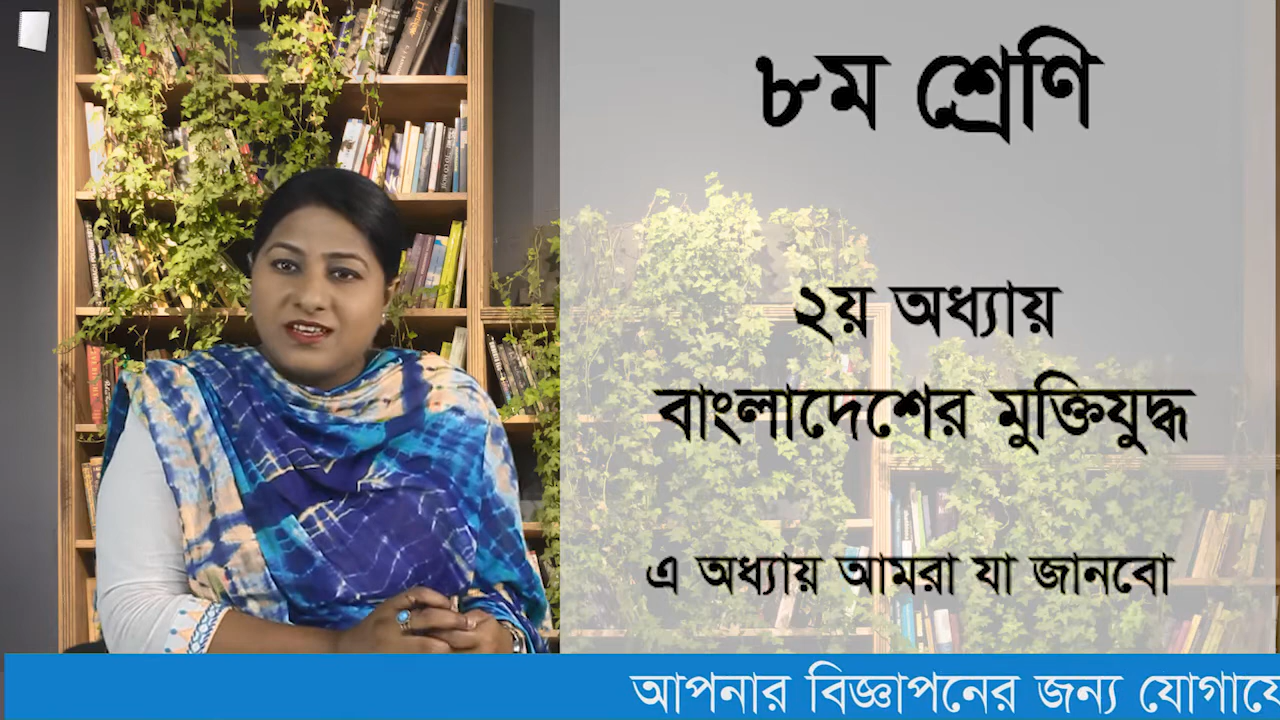 ৮ম শ্রেণি
২য় অধ্যায়
বাংলাদেশের মুক্তিযুদ্ধ
এ অধ্যায় আমরা যা জানবো
আপনার বিজ্ঞাপনের জন্য